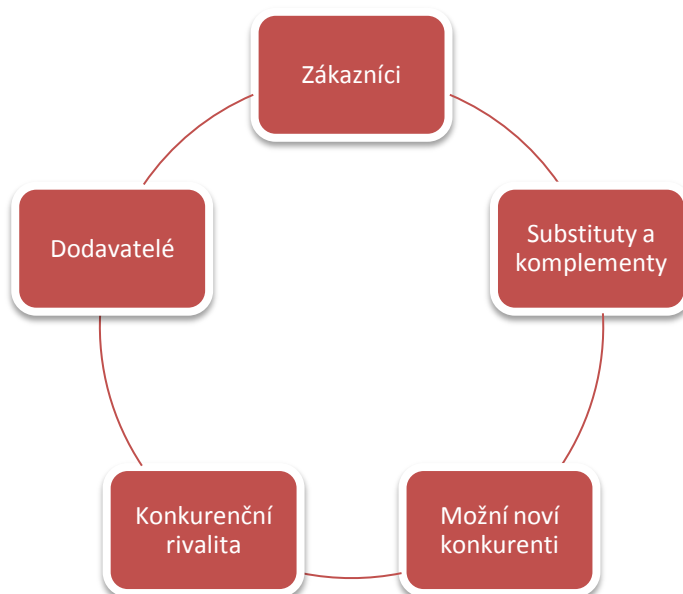 Zákazníci
Substituty a
komplementy
Možní noví
konkurenti
Konkurenční
rivalita
Dodavatelé